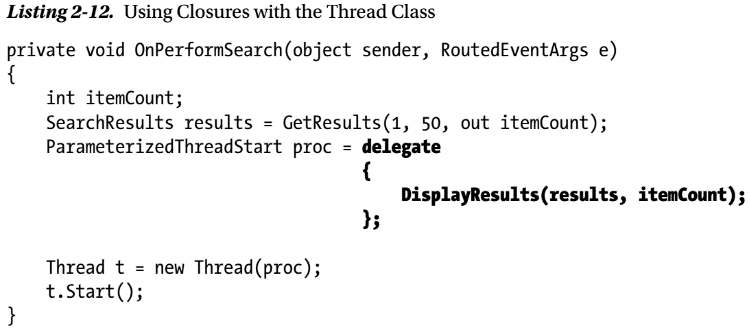 Listing 2-12. Using Closures with the Thread Class
private void OnPerformSearch(object sender, RoutedEventArgs e)
{
    int itemCount;
    SearchResults results = GetResults(1, 50, out itemCount);
    ParameterizedThreadStart proc = delegate
                                    {
                                        DisplayResults(results, itemCount);
                                    };

    Thread t = new Thread(proc);
    t.Start();
}